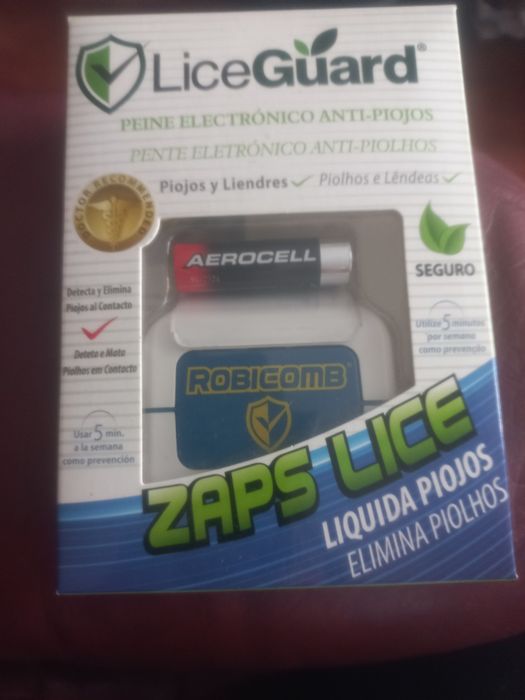 LiceGuard®
PEINE ELECTRÓNICO ANTI-PIOJOS
PENTE ELETRÓNICO ANTI-PIOLHOS
Piojos y Liendres
Piolhos e Lêndeas
DOCTOR RECOMMENDED
AEROCELL
SEGURO
Detecta y Elimina
Piojos al Contacto
Deteta e Mata
Piolhos em Contacto
Utilize 5 minutos
por semana
como prevenção
ROBICOMB®
Usar 5 min.
a la semana
como prevención
ZAPS LICE
LIQUIDA PIOJOS
ELIMINA PIOLHOS